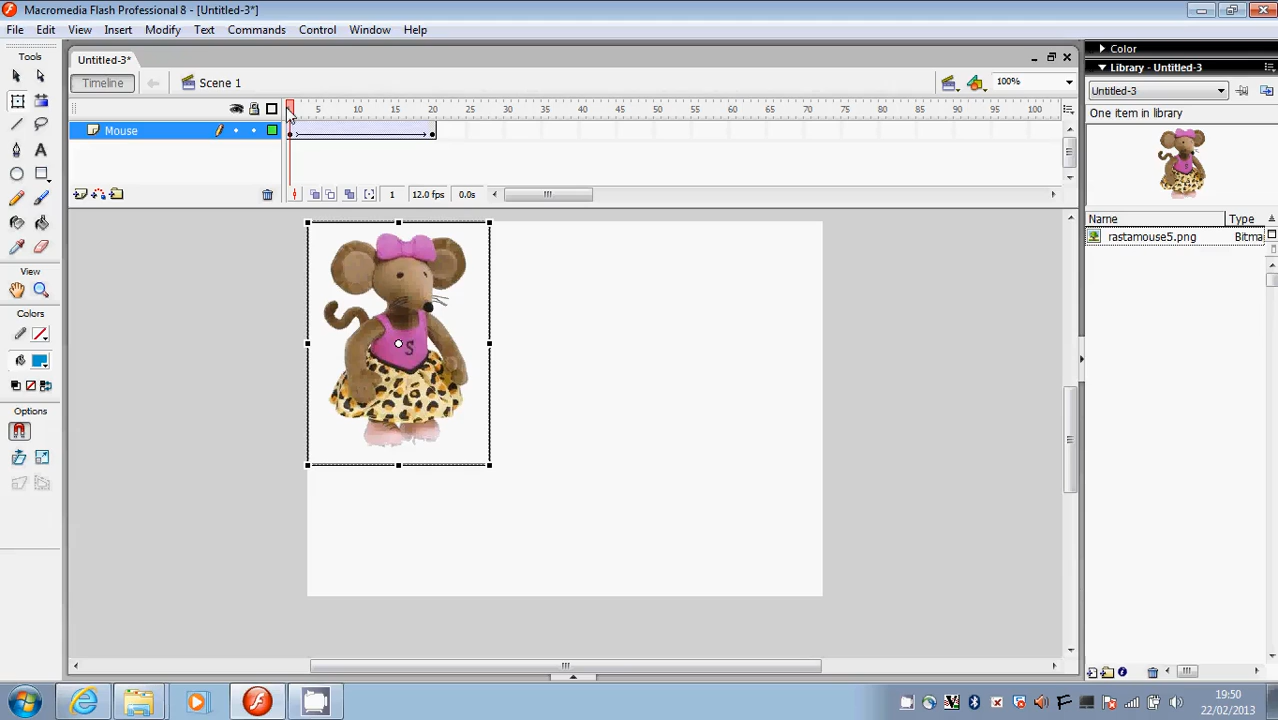 Macromedia Flash Professional 8 - [Untitled-3*]
File Edit View Insert Modify Text Commands Control Window Help
Tools
Untitled-3*
Timeline
Scene 1
100%
5 10 15 20 25 30 35 40 45 50 55 60 65 70 75 80 85 90 95 100
Mouse
1 12.0 fps 0.0s
View
Colors
Options
S
Color
Library - Untitled-3
Untitled-3
One item in library
Name Type
rastamouse5.png Bitma
19:50
22/02/2013